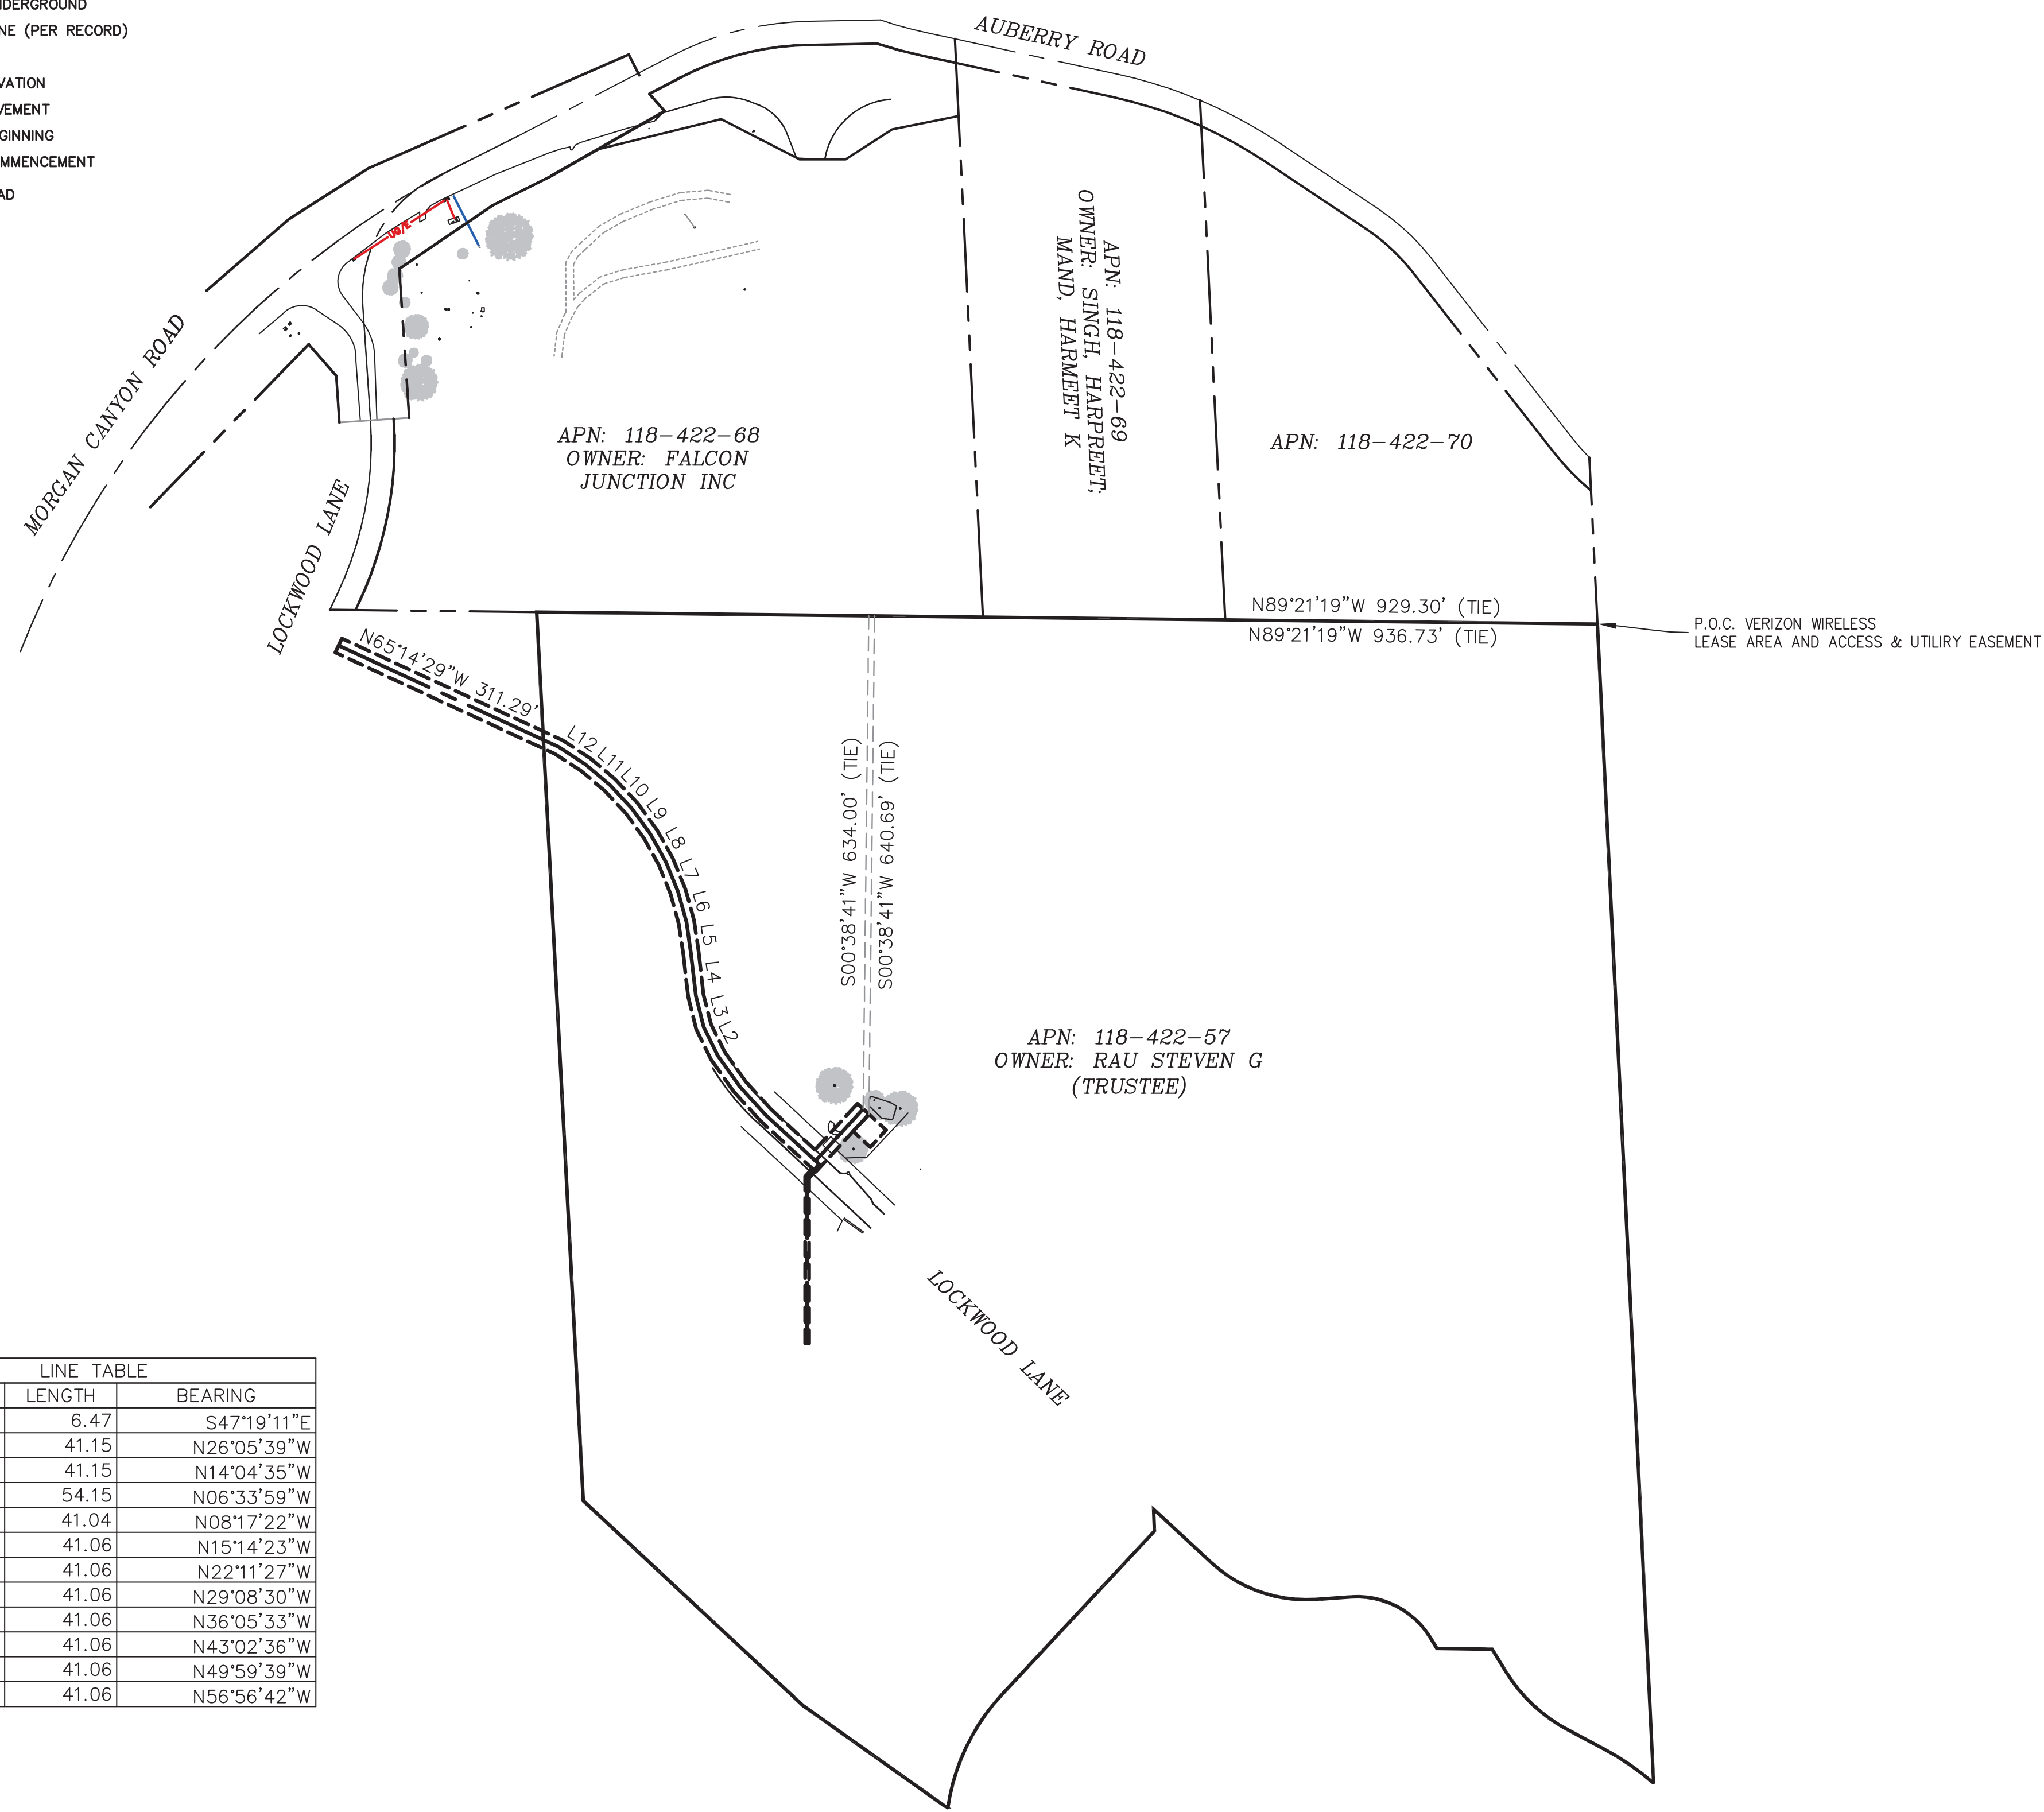 NDERGROUND
NE (PER RECORD)
VATION
VEMENT
GINNING
MMENCEMENT
AD
AUBERRY ROAD
UG/E
MORGAN CANYON ROAD
LOCKWOOD LANE
APN: 118-422-68
OWNER: FALCON
JUNCTION INC
APN: 118-422-69
OWNER: SINGH, HARPREET;
MAND, HARMEET K
APN: 118-422-70
N89°21'19"W 929.30' (TIE)
N89°21'19"W 936.73' (TIE)
P.O.C. VERIZON WIRELESS
LEASE AREA AND ACCESS & UTILIRY EASEMENT
N65°14'29"W 311.29'
L12
L11
L10
L9
L8
L7
L6
L5
L4
L3
L2
S00°38'41"W 634.00' (TIE)
S00°38'41"W 640.69' (TIE)
APN: 118-422-57
OWNER: RAU STEVEN G
(TRUSTEE)
LOCKWOOD LANE
LINE TABLE
LENGTH BEARING
6.47 S47°19'11"E
41.15 N26°05'39"W
41.15 N14°04'35"W
54.15 N06°33'59"W
41.04 N08°17'22"W
41.06 N15°14'23"W
41.06 N22°11'27"W
41.06 N29°08'30"W
41.06 N36°05'33"W
41.06 N43°02'36"W
41.06 N49°59'39"W
41.06 N56°56'42"W